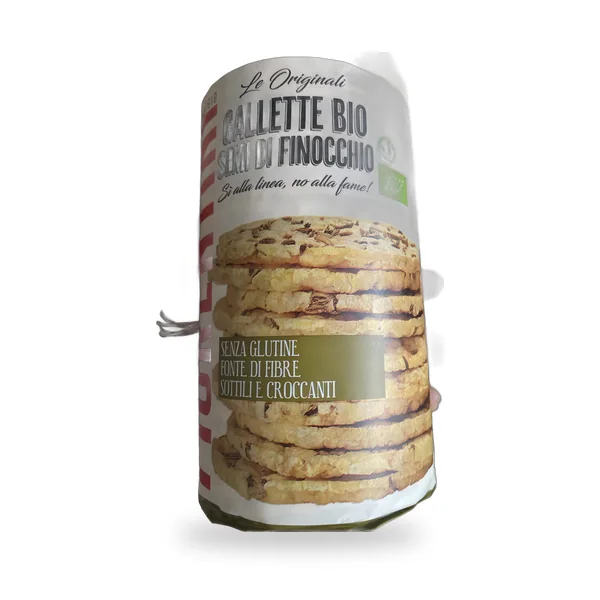 Le Originali
GALLETTE BIO
SEMI DI FINOCCHIO
Sì alla linea, no alla fame!
SENZA GLUTINE
FONTE DI FIBRE
SOTTILI E CROCCANTI